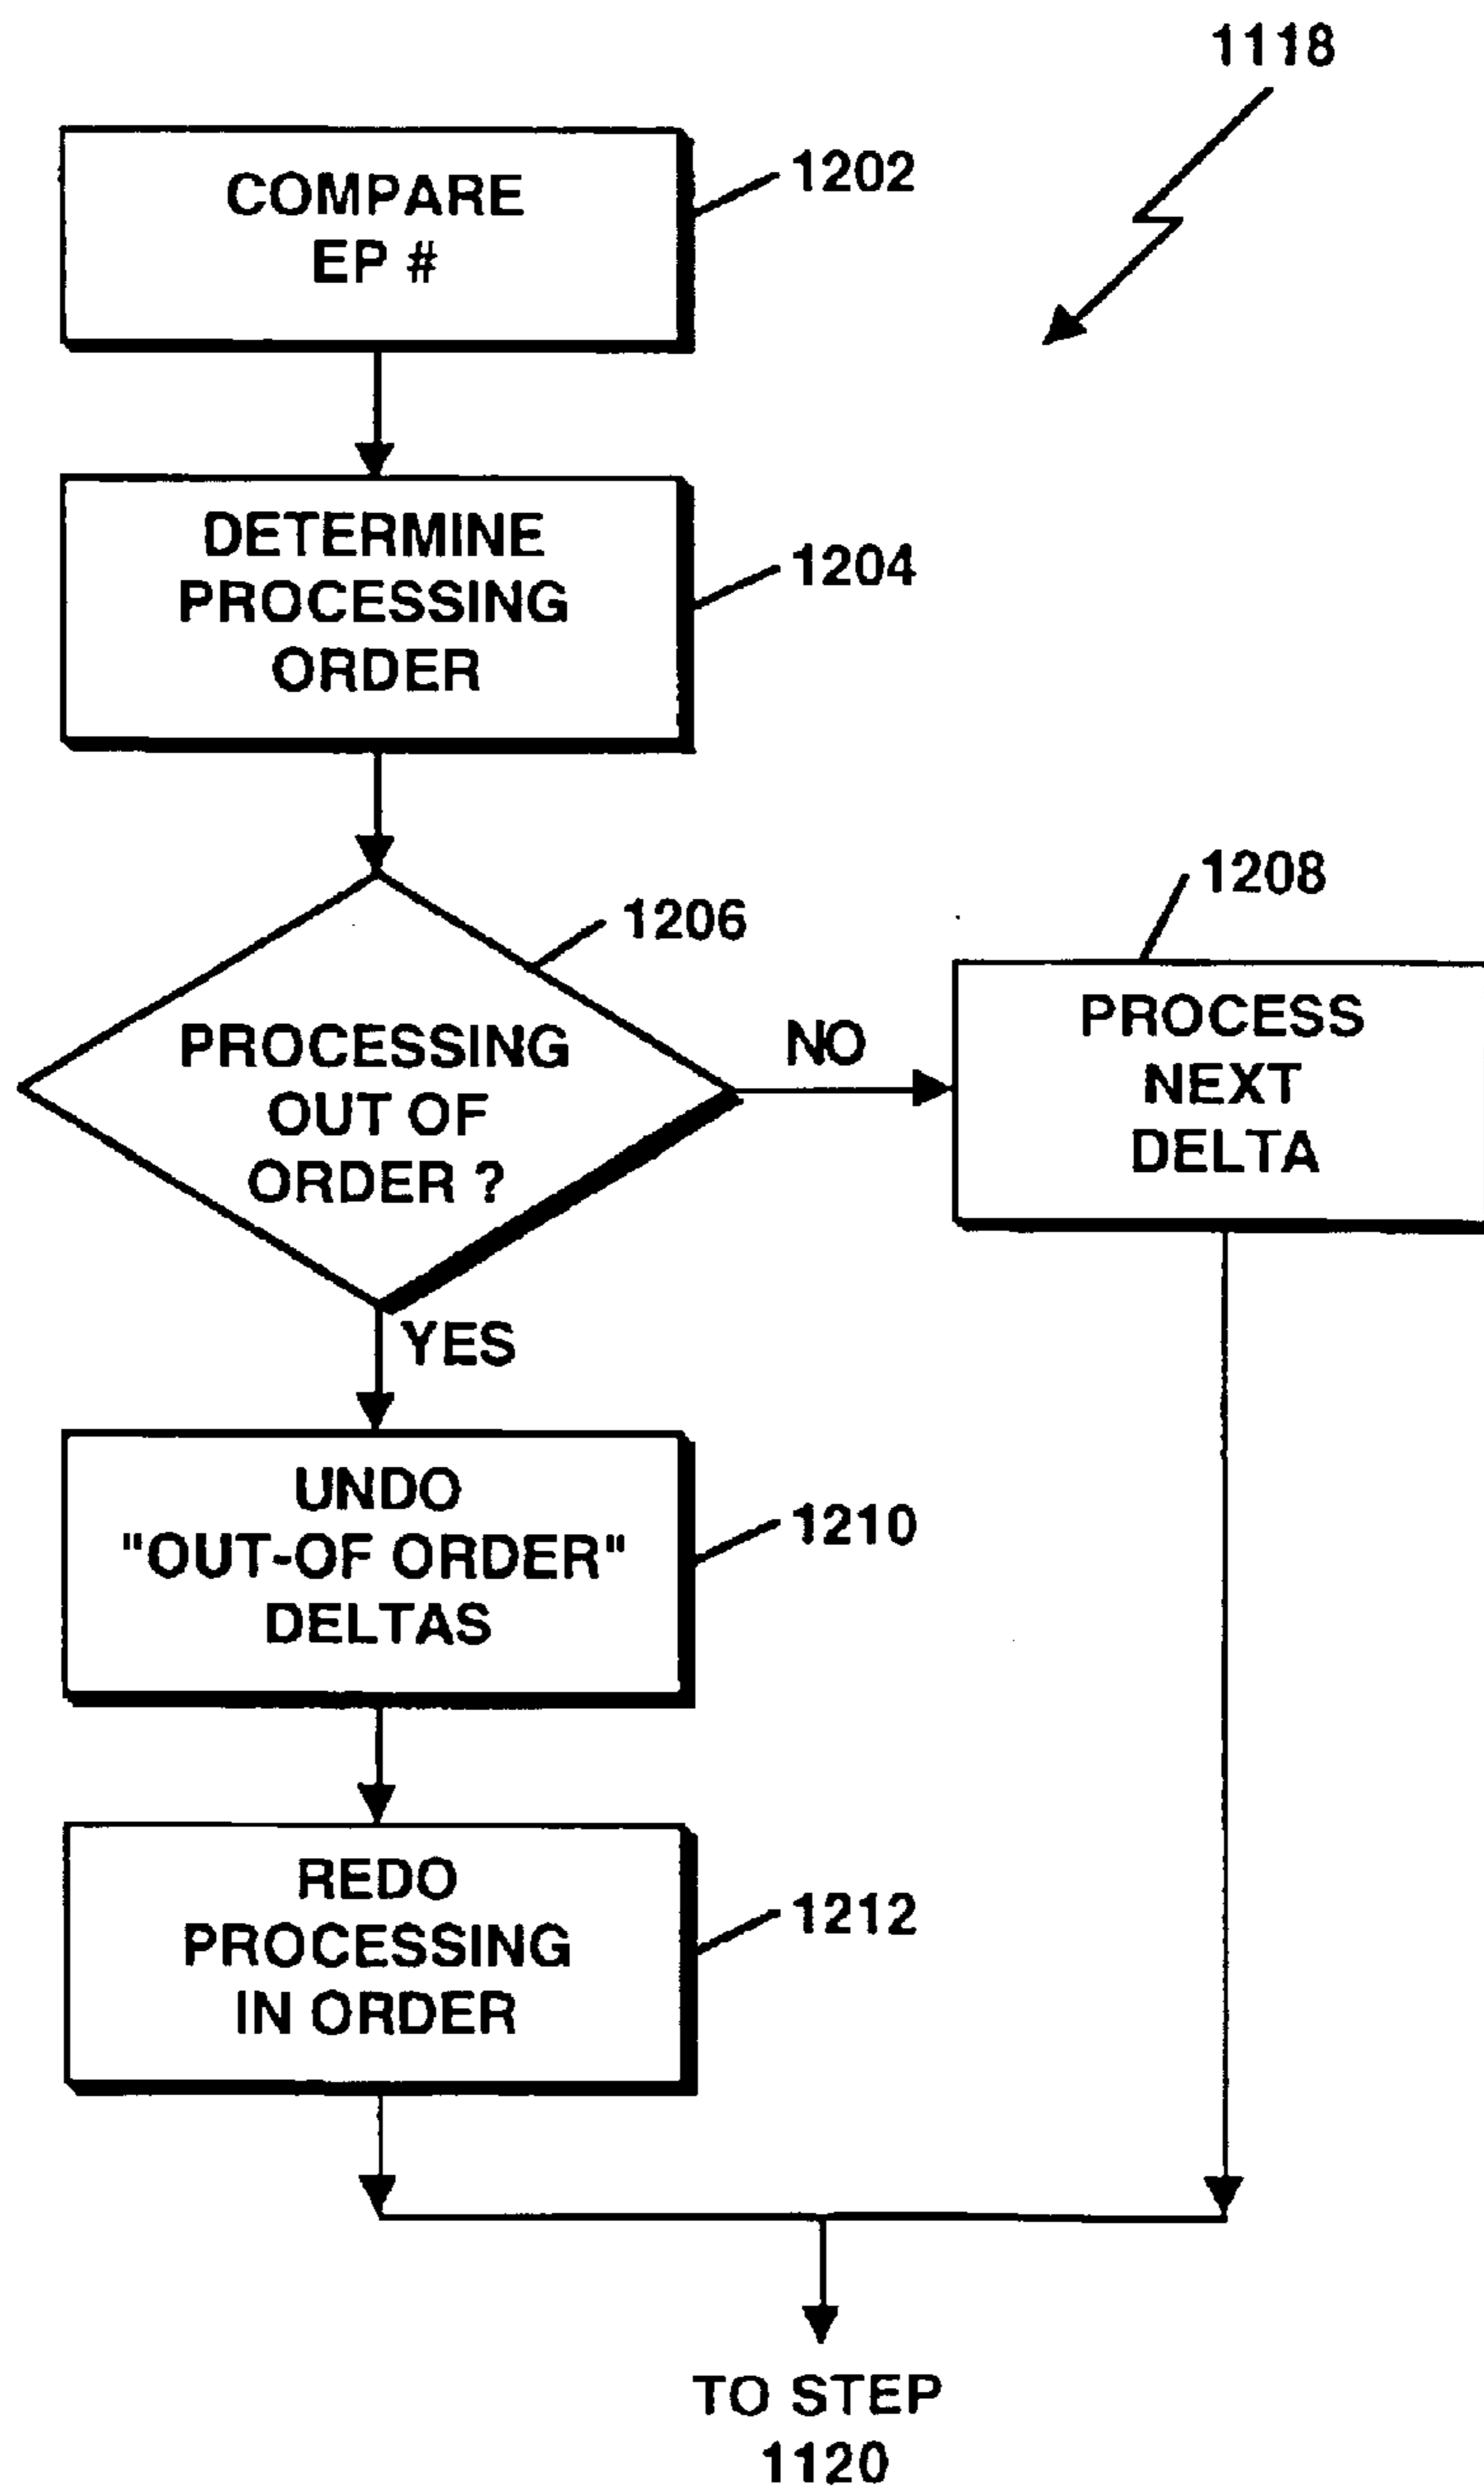 1118
COMPARE
EP #
1202
DETERMINE
PROCESSING
ORDER
1204
PROCESSING
OUT OF
ORDER ?
1206
NO
1208
PROCESS
NEXT
DELTA
YES
UNDO
"OUT-OF ORDER"
DELTAS
1210
REDO
PROCESSING
IN ORDER
1212
TO STEP
1120